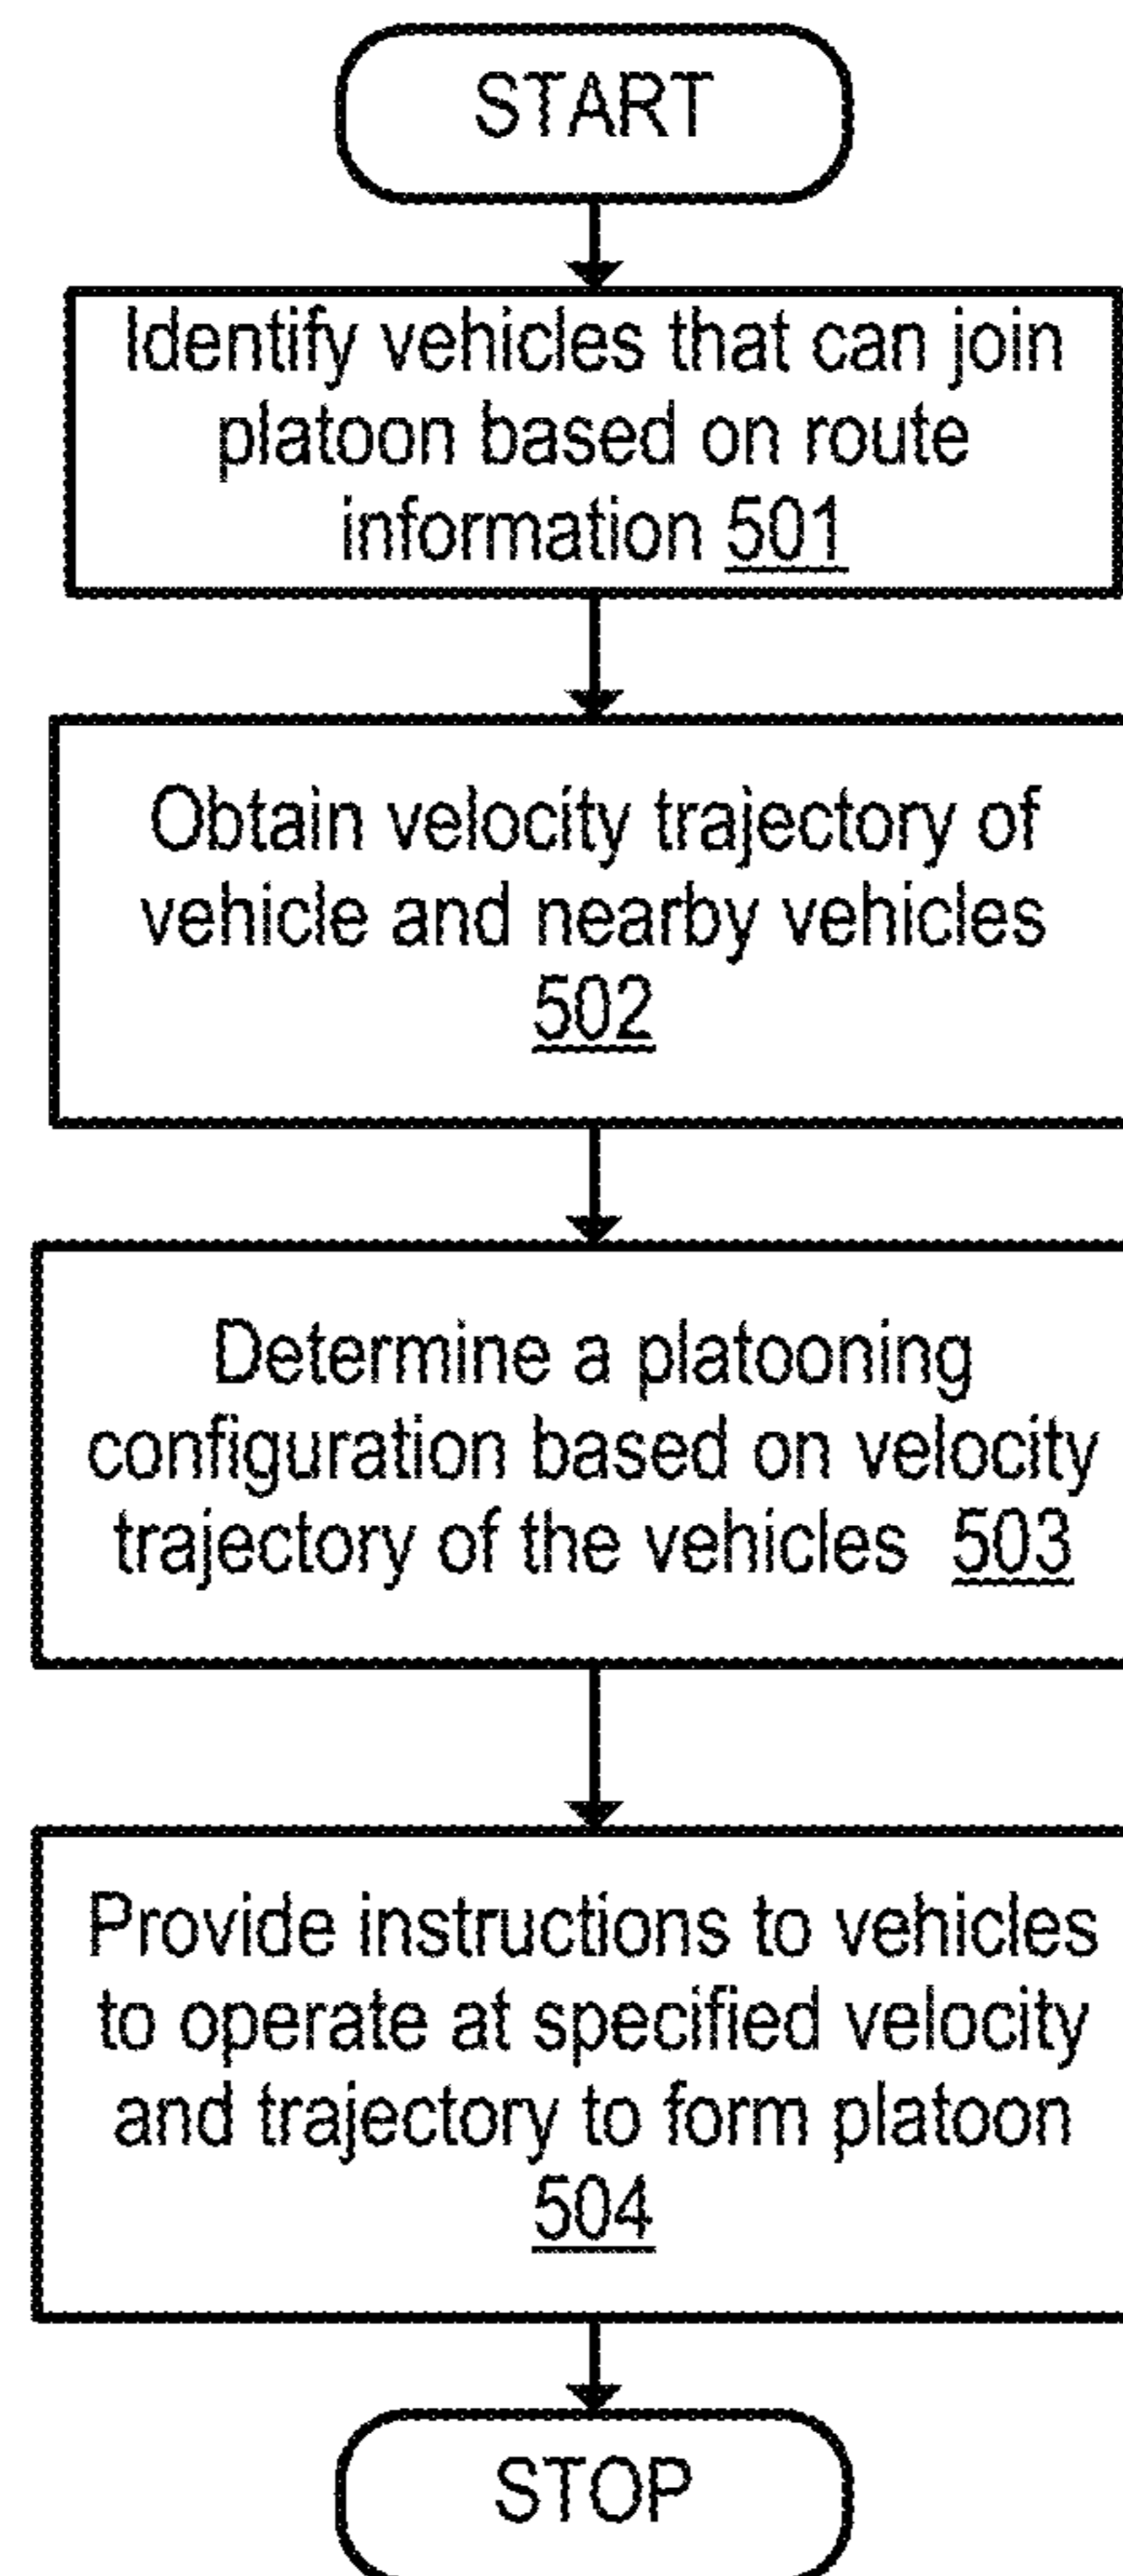 START
Identify vehicles that can join
platoon based on route
information 501
Obtain velocity trajectory of
vehicle and nearby vehicles
502
Determine a platooning
configuration based on velocity
trajectory of the vehicles 503
Provide instructions to vehicles
to operate at specified velocity
and trajectory to form platoon
504
STOP